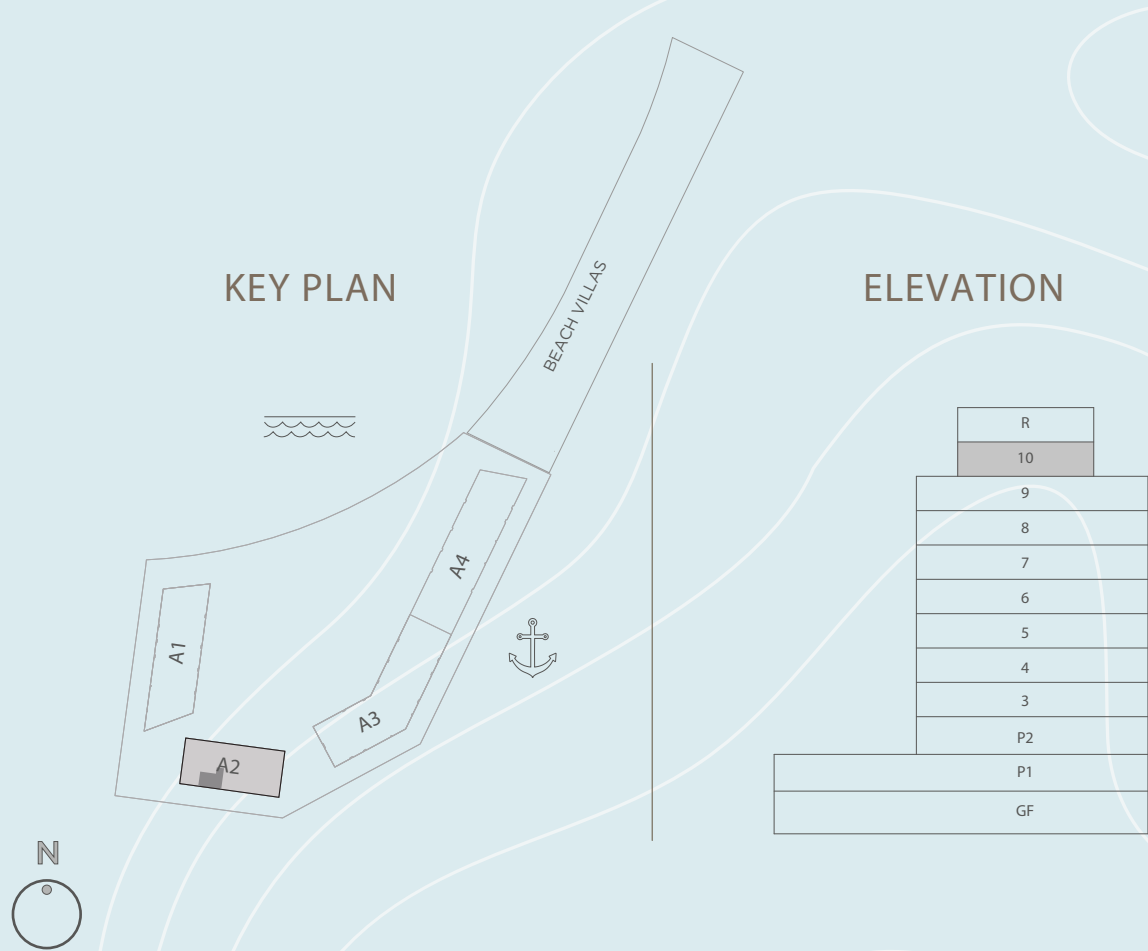 KEY PLAN
BEACH VILLAS
A4
A1
A3
A2
N
ELEVATION
R
10
9
8
7
6
5
4
3
P2
P1
GF